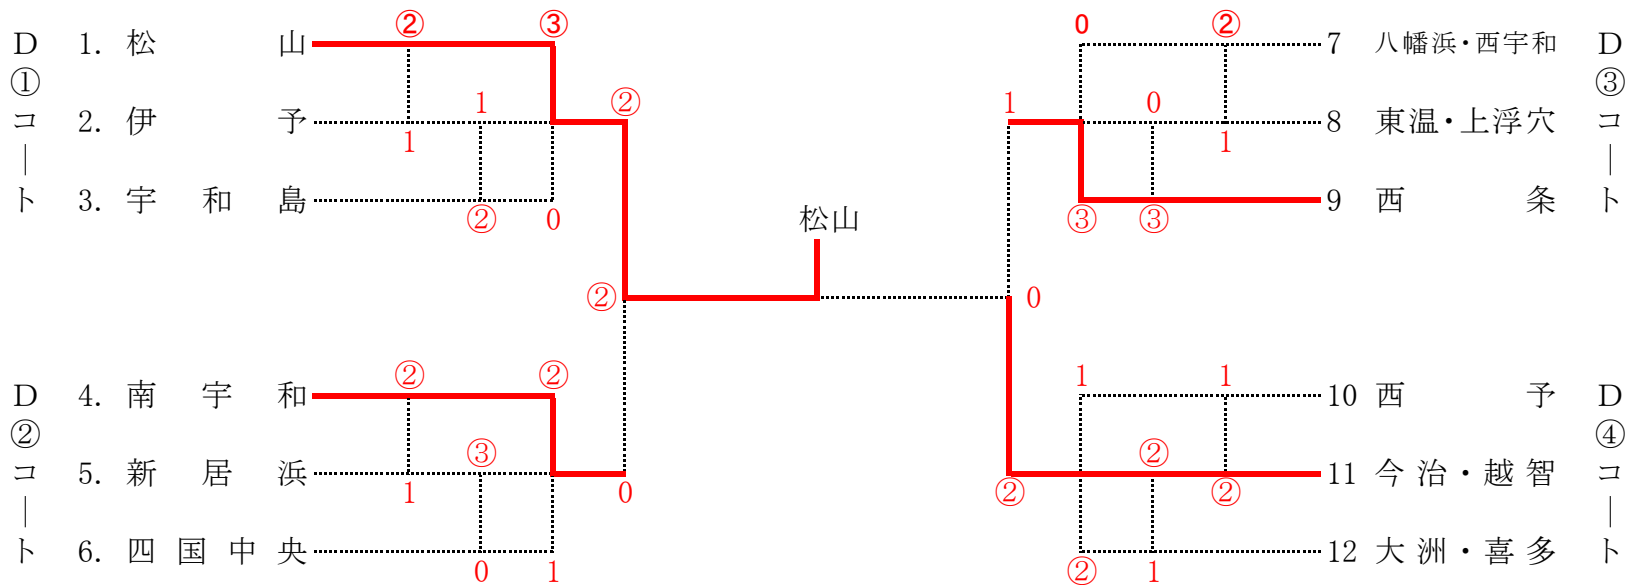 ② ③ 0 ②
D 1. 松山 7 八幡浜・西宇和 D
① ③
1 ② 1 0
コ 2. 伊予 8 東温・上浮穴 コ
1 1
ー ー
ト 3. 宇和島 9 西条 ト
② 0 松山 ③ ③
② 0
② ② 1 1
D 4. 南宇和 10 西予 D
② ④
③ ②
コ 5. 新居浜 11 今治・越智 コ
1 0 ② ②
ー ー
ト 6. 四国中央 12 大洲・喜多 ト
0 1 ② 1